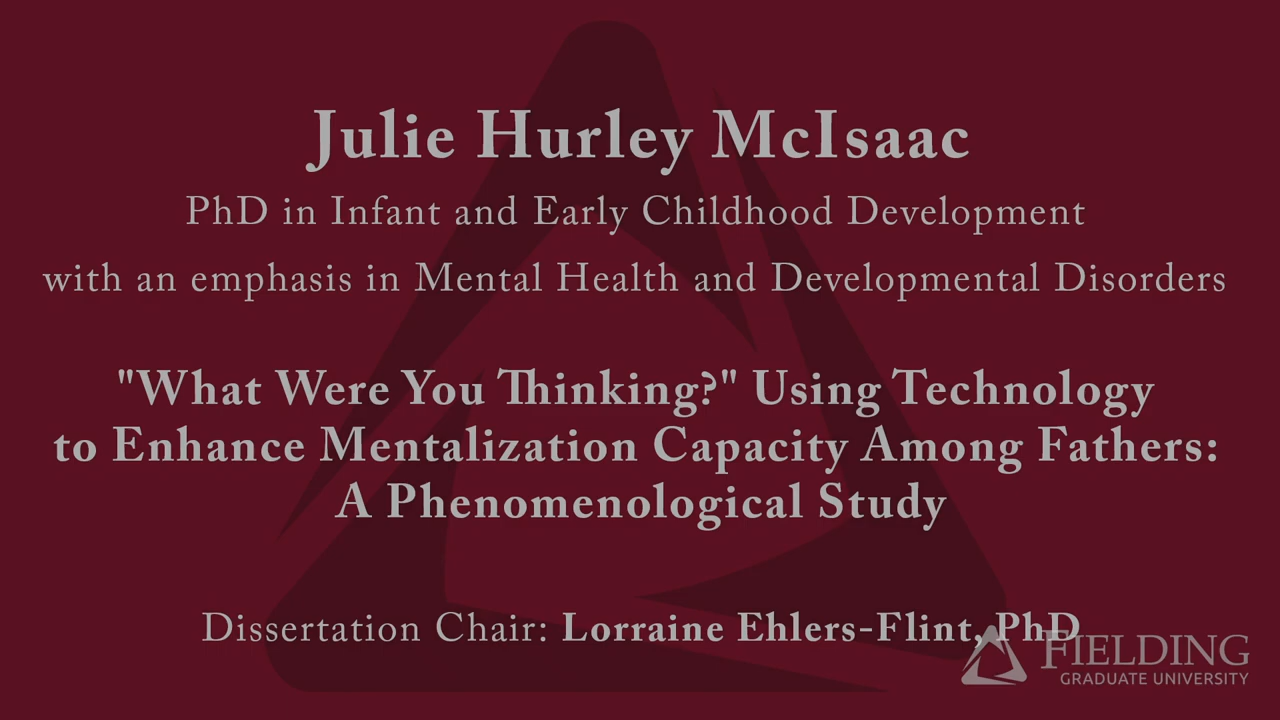 Julie Hurley McIsaac
PhD in Infant and Early Childhood Development
with an emphasis in Mental Health and Developmental Disorders
"What Were You Thinking?" Using Technology
to Enhance Mentalization Capacity Among Fathers:
A Phenomenological Study
Dissertation Chair: Lorraine Ehlers-Flint, PhD
FIELDING
GRADUATE UNIVERSITY